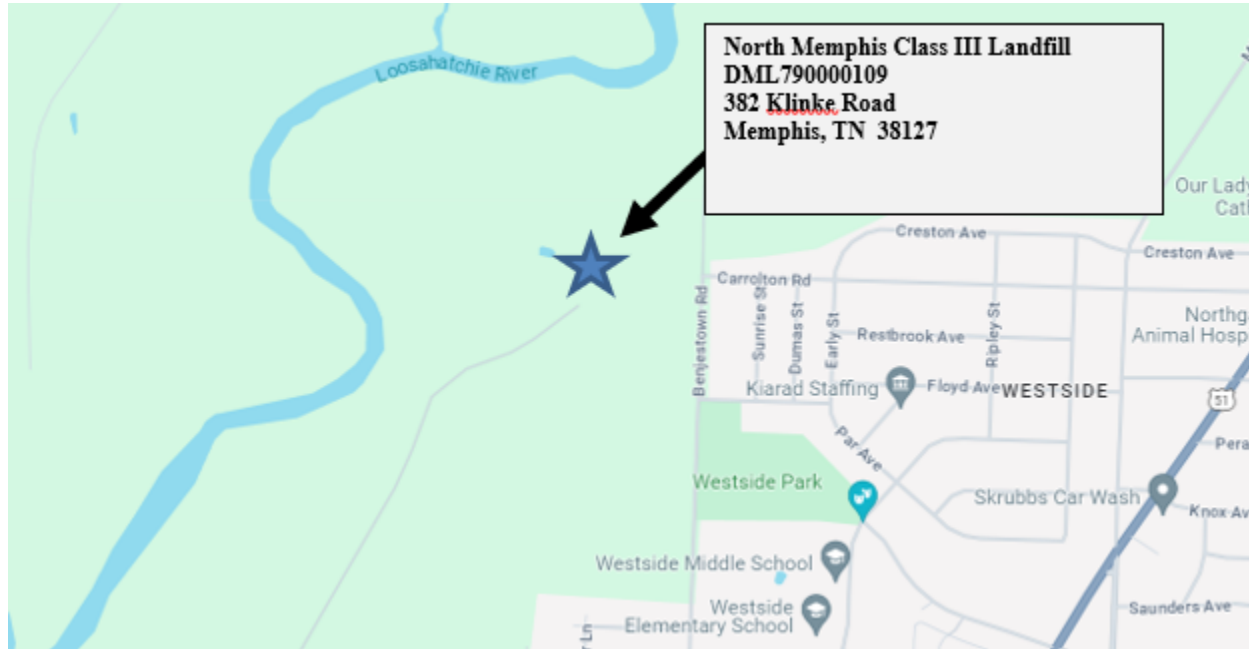 North Memphis Class III Landfill
DML790000109
382 Klinke Road
Memphis, TN 38127
Loosahatchie River
Our Lady
Cath
Creston Ave
Creston Ave
Carrolton Rd
Benjestown Rd
Sunrise St
Dumas St
Early St
Ripley St
Restbrook Ave
Northga
Animal Hosp
Kiarad Staffing
Floyd Ave
WESTSIDE
51
Par Ave
Pera
Westside Park
Skrubbs Car Wash
Knox Av
Westside Middle School
Westside
Elementary School
Saunders Ave
Ln